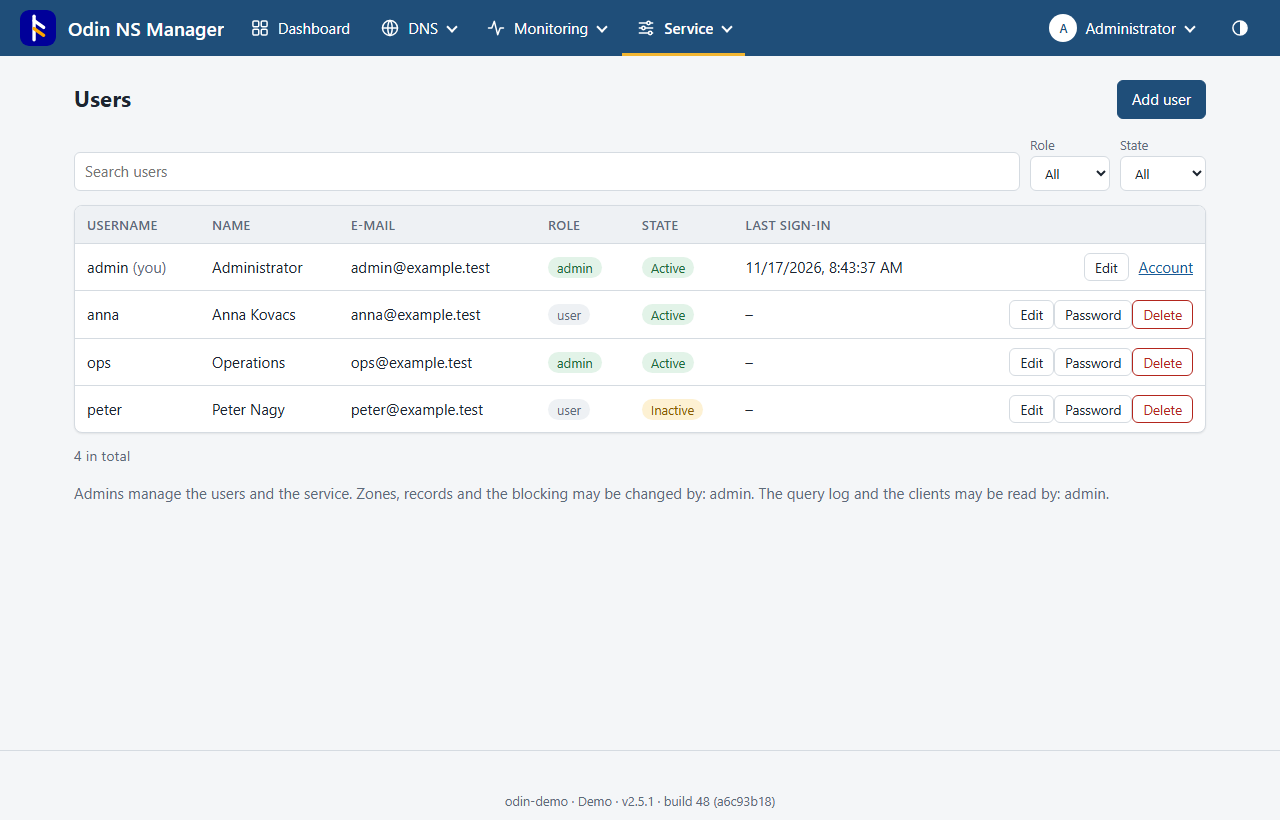 Odin NS Manager Dashboard DNS Monitoring Service A Administrator
Users Add user
Role State
Search users All All
USERNAME NAME E-MAIL ROLE STATE LAST SIGN-IN
admin (you) Administrator admin@example.test admin Active 11/17/2026, 8:43:37 AM Edit Account
anna Anna Kovacs anna@example.test user Active – Edit Password Delete
ops Operations ops@example.test admin Active – Edit Password Delete
peter Peter Nagy peter@example.test user Inactive – Edit Password Delete
4 in total
Admins manage the users and the service. Zones, records and the blocking may be changed by: admin. The query log and the clients may be read by: admin.
odin-demo · Demo · v2.5.1 · build 48 (a6c93b18)